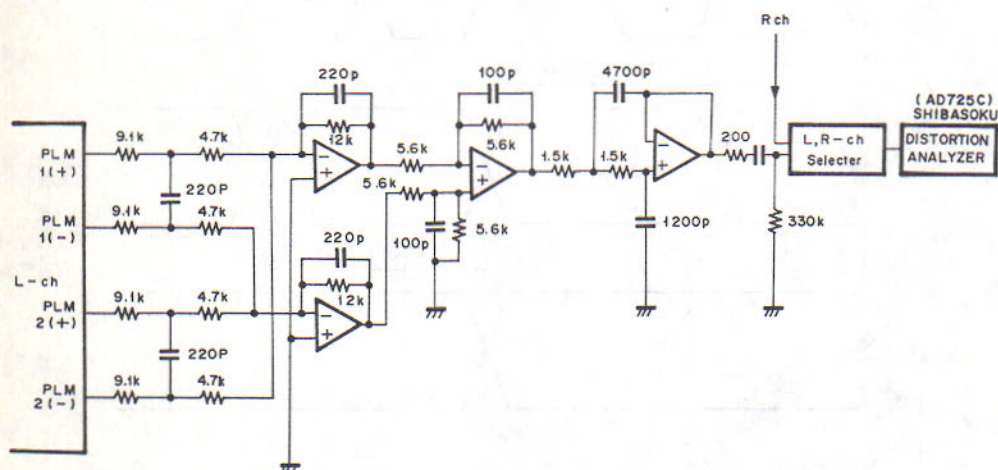 R ch
220p
100p
4700p
(AD725C)
SHIBASOKU
9.1k
4.7k
12k
5.6k
200
L,R-ch
Selecter
DISTORTION
ANALYZER
PLM
1(+)
5.6k
1.5k
1.5k
220P
5.6k
9.1k
4.7k
PLM
1(-)
100p
5.6k
1200p
330k
220p
L-ch
9.1k
4.7k
12k
PLM
2(+)
220P
9.1k
4.7k
PLM
2(-)